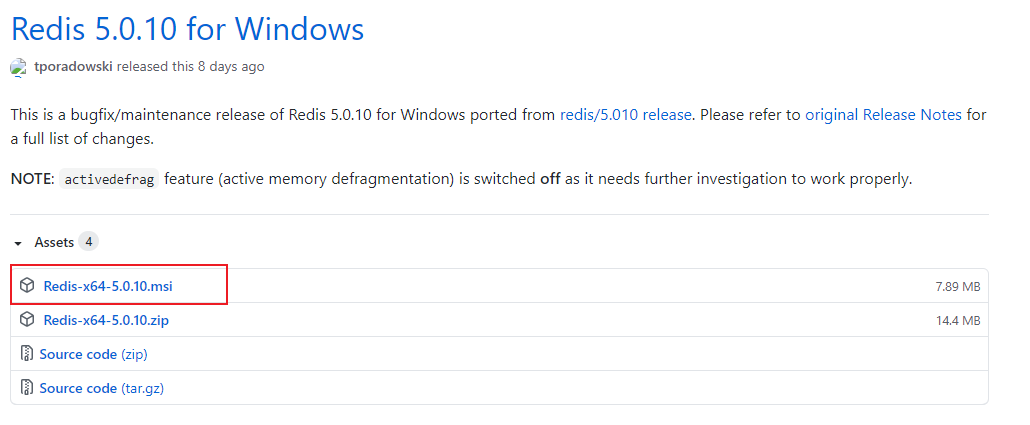 Redis 5.0.10 for Windows
tporadowski released this 8 days ago
This is a bugfix/maintenance release of Redis 5.0.10 for Windows ported from redis/5.010 release. Please refer to original Release Notes for
a full list of changes.
NOTE: activedefrag feature (active memory defragmentation) is switched off as it needs further investigation to work properly.
Assets 4
Redis-x64-5.0.10.msi 7.89 MB
Redis-x64-5.0.10.zip 14.4 MB
Source code (zip)
Source code (tar.gz)